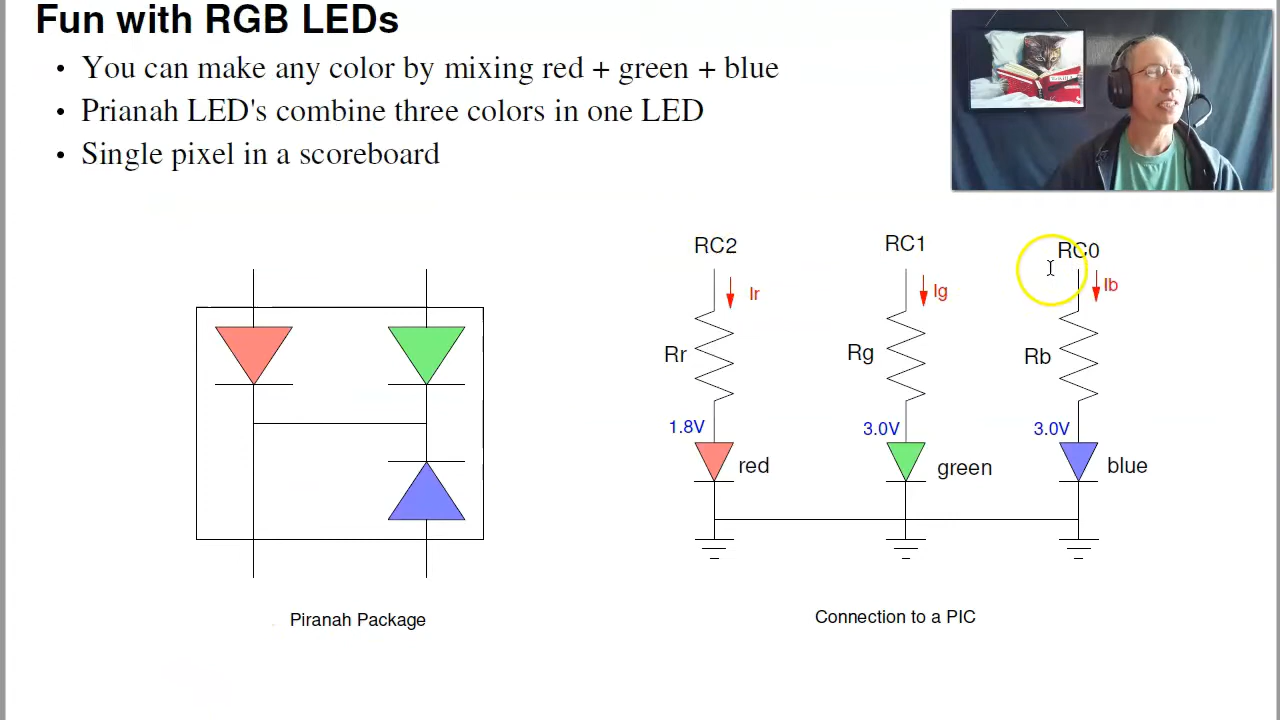 Fun with RGB LEDs
• You can make any color by mixing red + green + blue
• Prianah LED's combine three colors in one LED
• Single pixel in a scoreboard
RC2 RC1 RC0
Ir Ig Ib
Rr Rg Rb
1.8V 3.0V 3.0V
red green blue
Piranah Package
Connection to a PIC